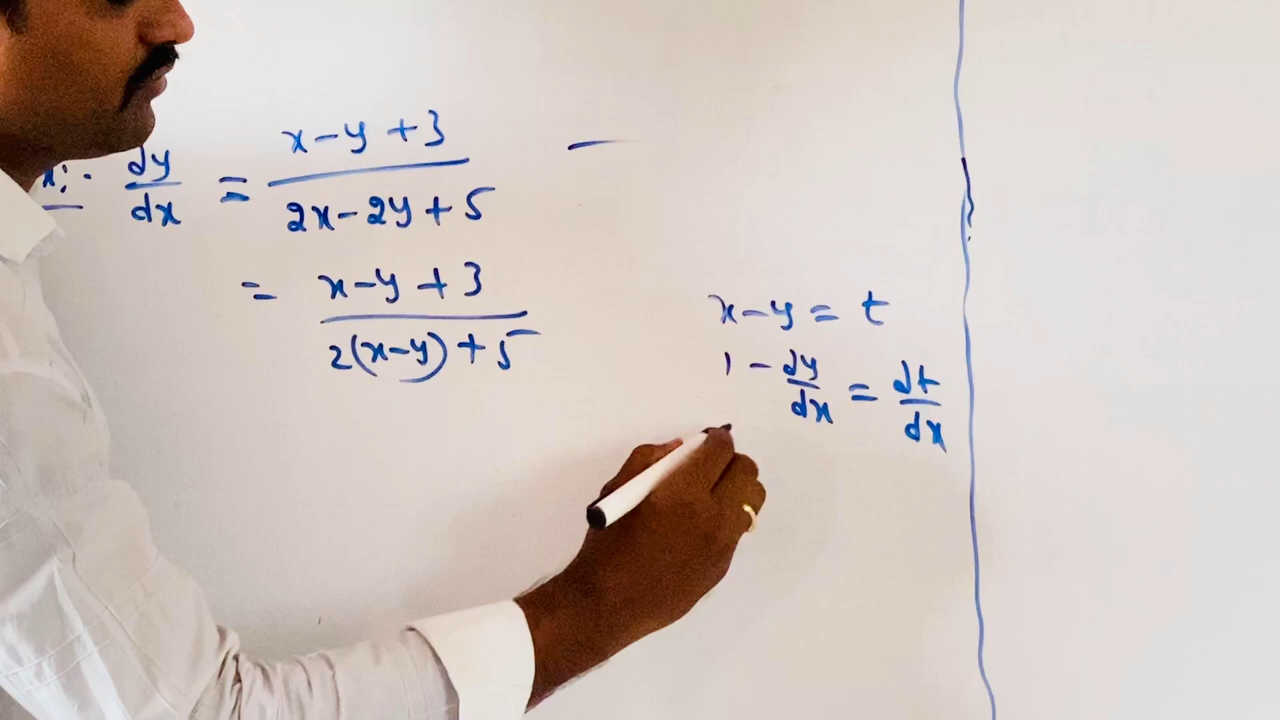 dy/dx = (x-y+3)/(2x-2y+5) —
= (x-y+3)/(2(x-y)+5)
x-y = t
1 - dy/dx = dt/dx